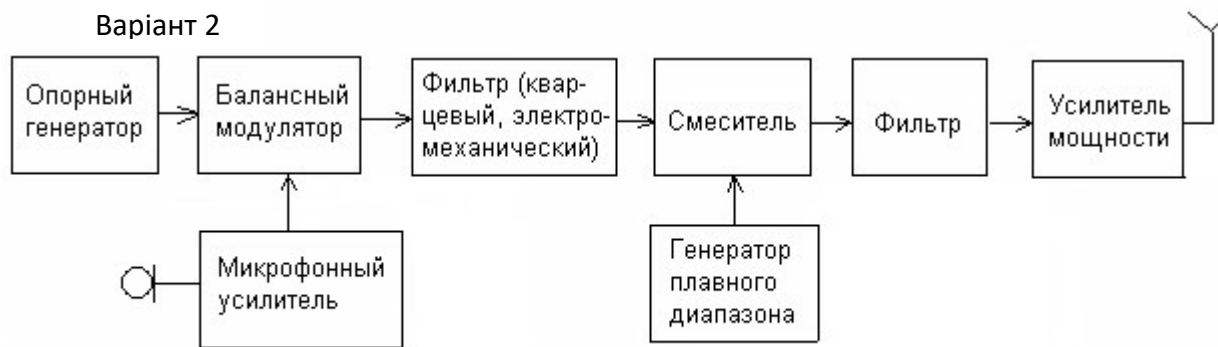 Варіант 2
Опорный
генератор
Балансный
модулятор
Фильтр (квар-
цевый, электро-
механический)
Смеситель
Фильтр
Усилитель
мощности
Микрофонный
усилитель
Генератор
плавного
диапазона